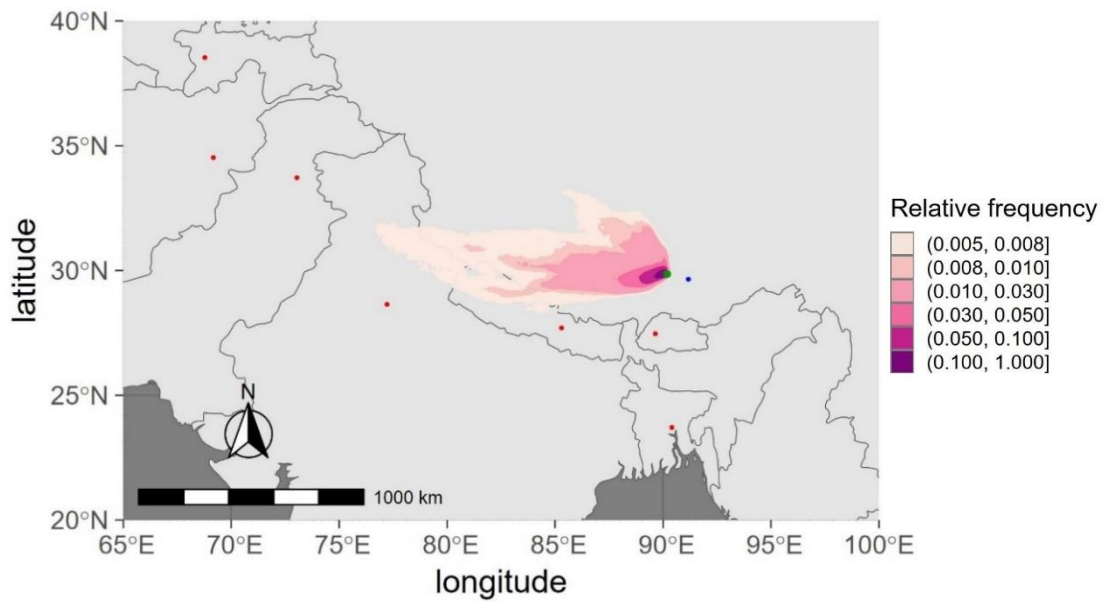 40°N
35°N
30°N
25°N
20°N
latitude
N
1000 km
65°E 70°E 75°E 80°E 85°E 90°E 95°E 100°E
longitude
Relative frequency
(0.005, 0.008]
(0.008, 0.010]
(0.010, 0.030]
(0.030, 0.050]
(0.050, 0.100]
(0.100, 1.000]